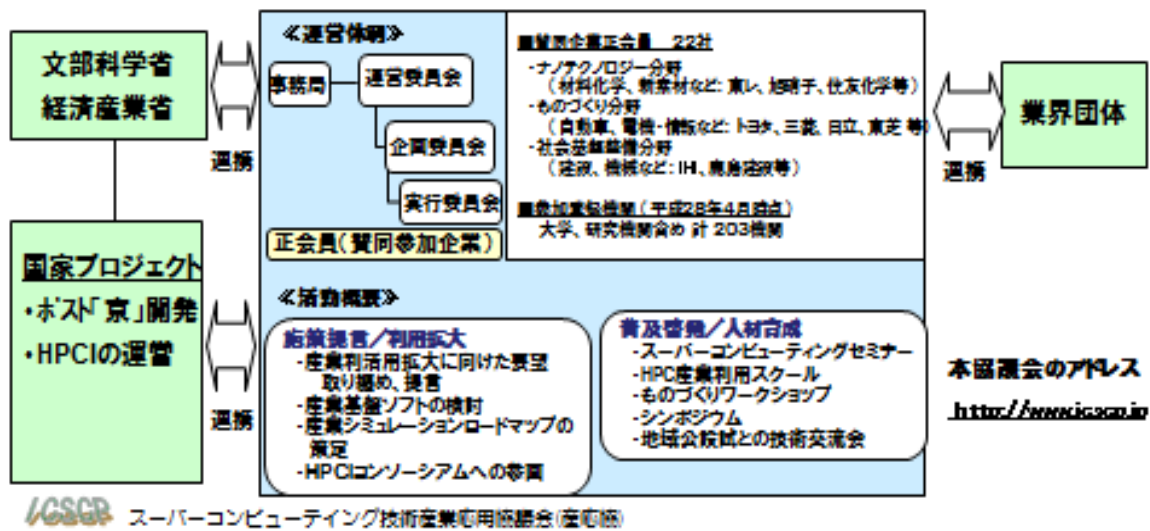 文部科学省
経済産業省
連携
国家プロジェクト
・ポスト「京」開発
・HPCIの運営
連携
≪運営体制≫
事務局
運営委員会
企画委員会
実行委員会
正会員(賛同参加企業)
■賛同企業正会員 22社
・ナノテクノロジー分野
(材料化学、新素材など: 東レ、旭硝子、住友化学等)
・ものづくり分野
(自動車、電機・情報など: トヨタ、三菱、日立、東芝 等)
・社会基盤整備分野
(建設、機械など: IHI、鹿島建設等)
■参加登録機関(平成28年4月時点)
大学、研究機関含め 計 203機関
業界団体
連携
≪活動概要≫
施策提言/利用拡大
・産業利活用拡大に向けた要望
取り纏め、提言
・産業基盤ソフトの検討
・産業シミュレーションロードマップの
策定
・HPCIコンソーシアムへの参画
普及啓発/人材育成
・スーパーコンピューティングセミナー
・HPC産業利用スクール
・ものづくりワークショップ
・シンポジウム
・地域公設試との技術交流会
本協議会のアドレス
http://www.icscp.jp
ICSCP スーパーコンピューティング技術産業応用協議会(産応協)